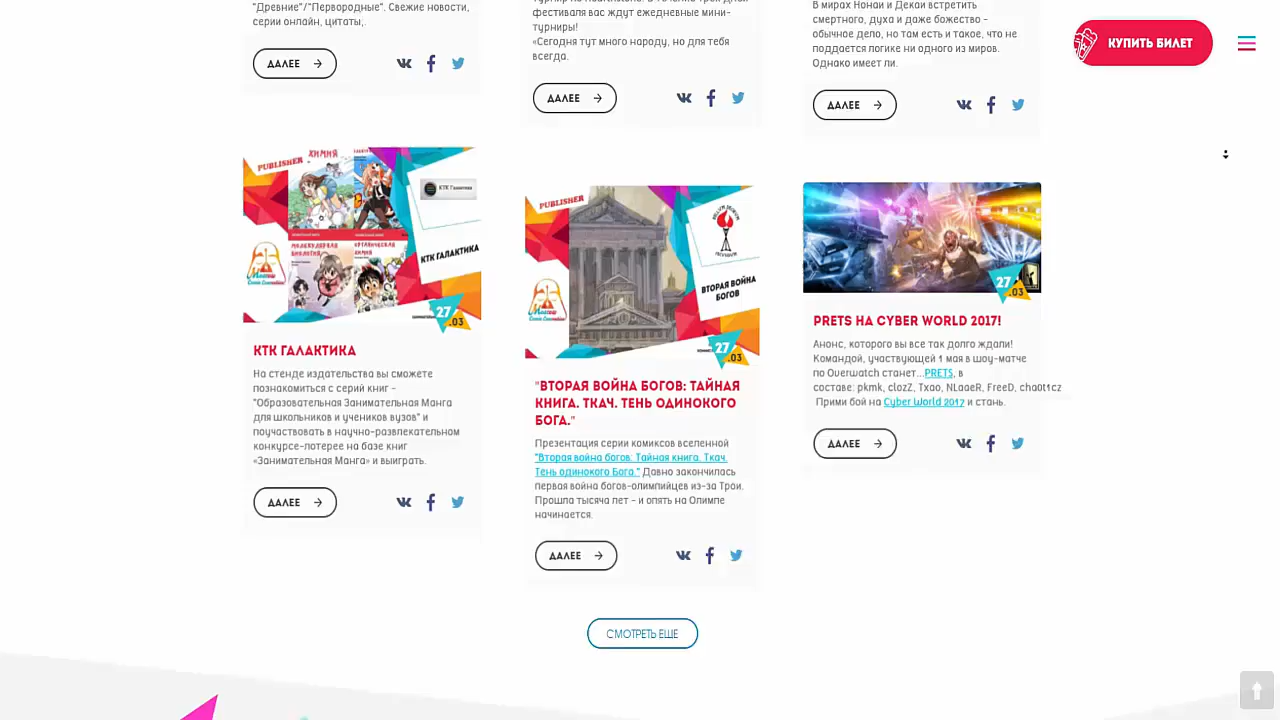 "Древние"/"Первородные". Свежие новости,
серии онлайн, цитаты,.
ДАЛЕЕ
фестиваля вас ждут ежедневные мини-
турниры!
«Сегодня тут много народу, но для тебя
всегда.
ДАЛЕЕ
В мирах Нонаи и Декаи встретить
смертного, духа и даже божество -
обычное дело, но там есть и такое, что не
поддается логике ни одного из миров.
Однако имеет ли.
ДАЛЕЕ
КУПИТЬ БИЛЕТ
PUBLISHER
ХИМИЯ
КТК Галактика
МОЛЕКУЛЯРНАЯ
БИОЛОГИЯ
ОРГАНИЧЕСКАЯ
ХИМИЯ
КТК ГАЛАКТИКА
27
.03
КТК ГАЛАКТИКА
На стенде издательства вы сможете
познакомиться с серий книг -
"Образовательная Занимательная Манга
для школьников и учеников вузов" и
поучаствовать в научно-развлекательном
конкурсе-лотерее на базе книг
«Занимательная Манга» и выиграть.
ДАЛЕЕ
PUBLISHER
ВТОРАЯ ВОЙНА
БОГОВ
27
.03
"ВТОРАЯ ВОЙНА БОГОВ: ТАЙНАЯ
КНИГА. ТКАЧ. ТЕНЬ ОДИНОКОГО
БОГА."
Презентация серии комиксов вселенной
"Вторая война богов: Тайная книга. Ткач.
Тень одинокого Бога." Давно закончилась
первая война богов-олимпийцев из-за Трои.
Прошла тысяча лет - и опять на Олимпе
начинается.
ДАЛЕЕ
27
.03
PRETS НА CYBER WORLD 2017!
Анонс, которого вы все так долго ждали!
Командой, участвующей 1 мая в шоу-матче
по Overwatch станет...PRETS, в
составе: pkmk, clozZ, Txao, NLaaeR, FreeD, chaot1cz
Прими бой на Cyber World 2017 и стань.
ДАЛЕЕ
СМОТРЕТЬ ЕЩЕ